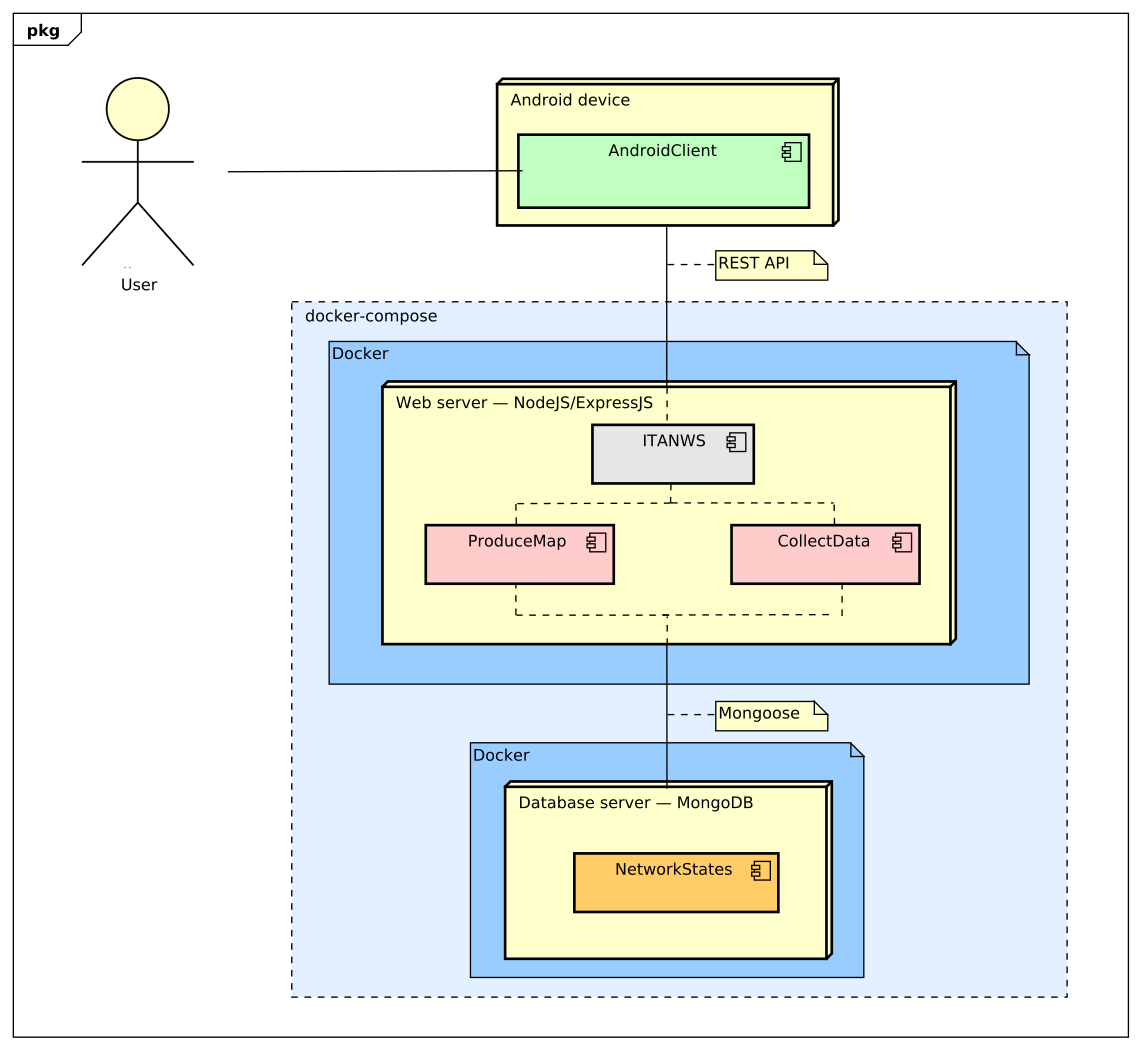 pkg
Android device
AndroidClient
User
REST API
docker-compose
Docker
Web server — NodeJS/ExpressJS
ITANWS
ProduceMap
CollectData
Mongoose
Docker
Database server — MongoDB
NetworkStates